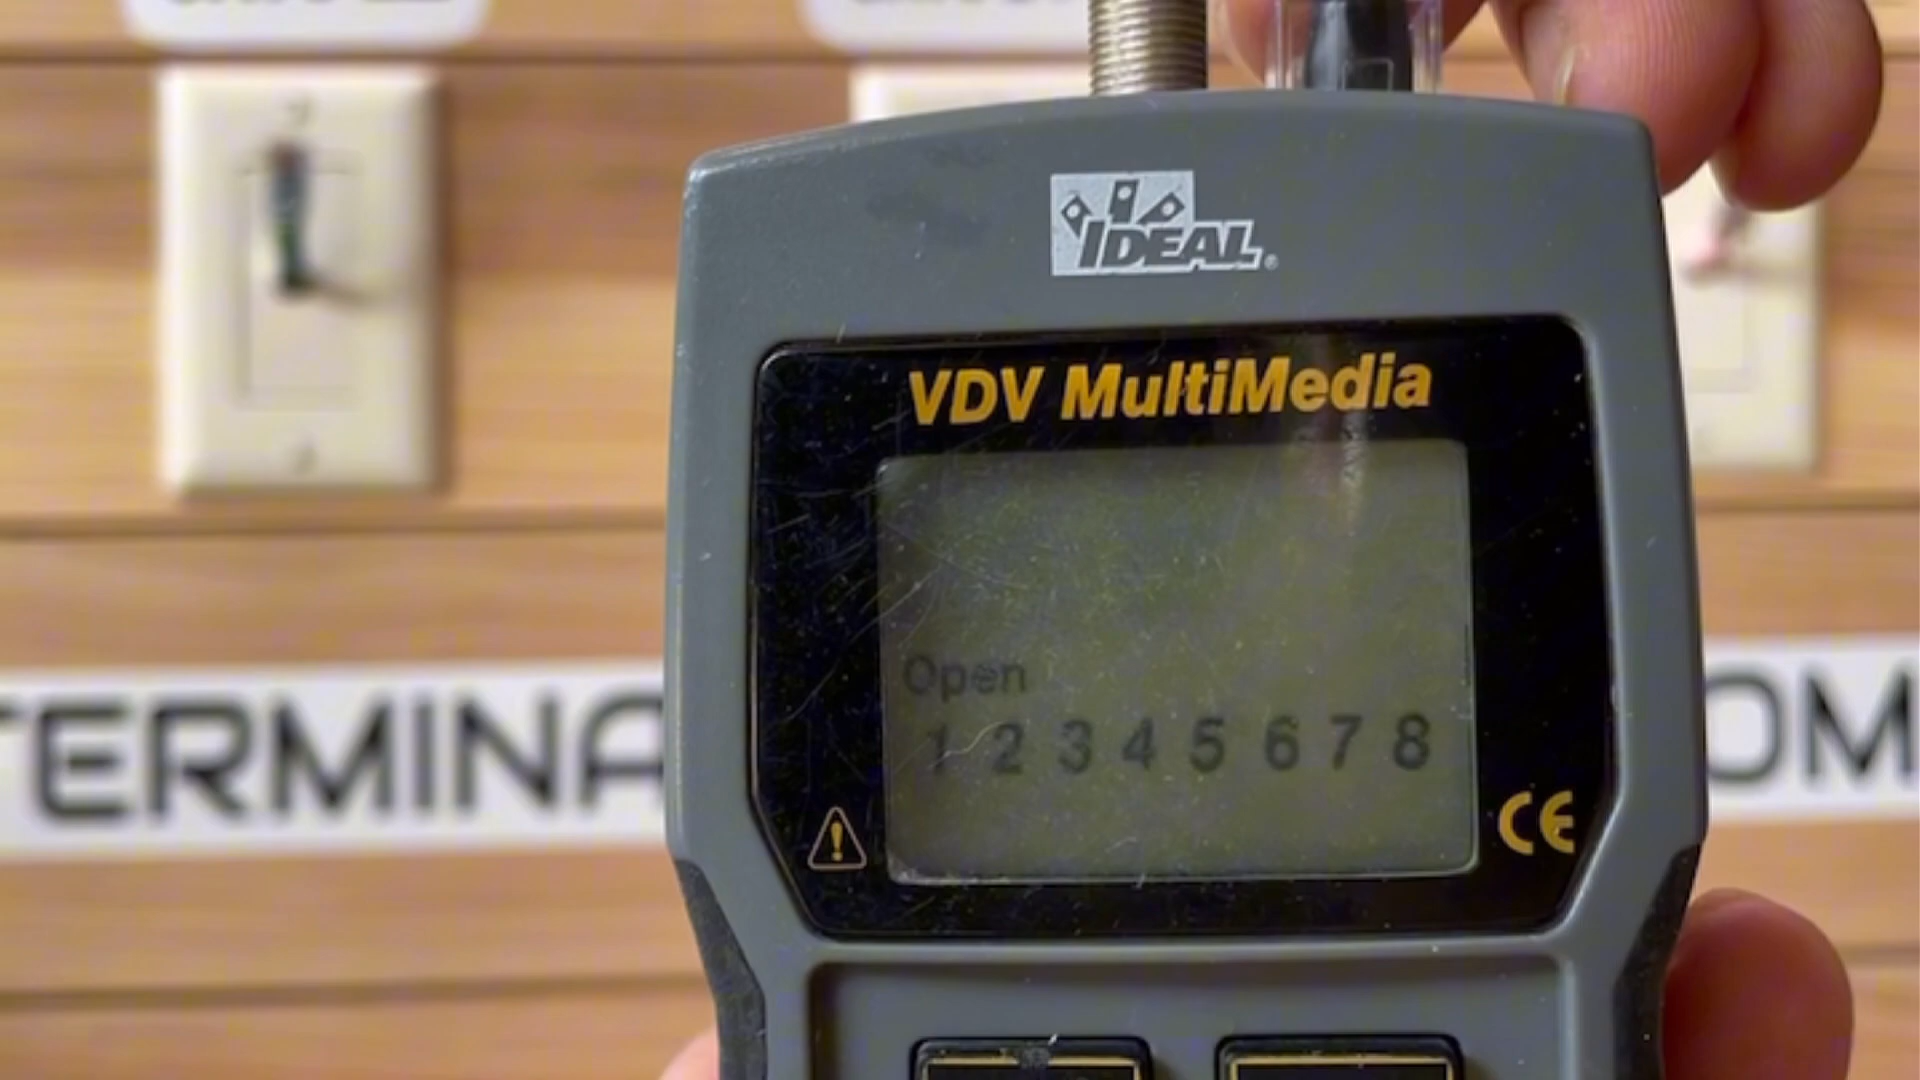 IDEAL®
VDV MultiMedia
Open
1 2 3 4 5 6 7 8
CE
TERMINA
OM